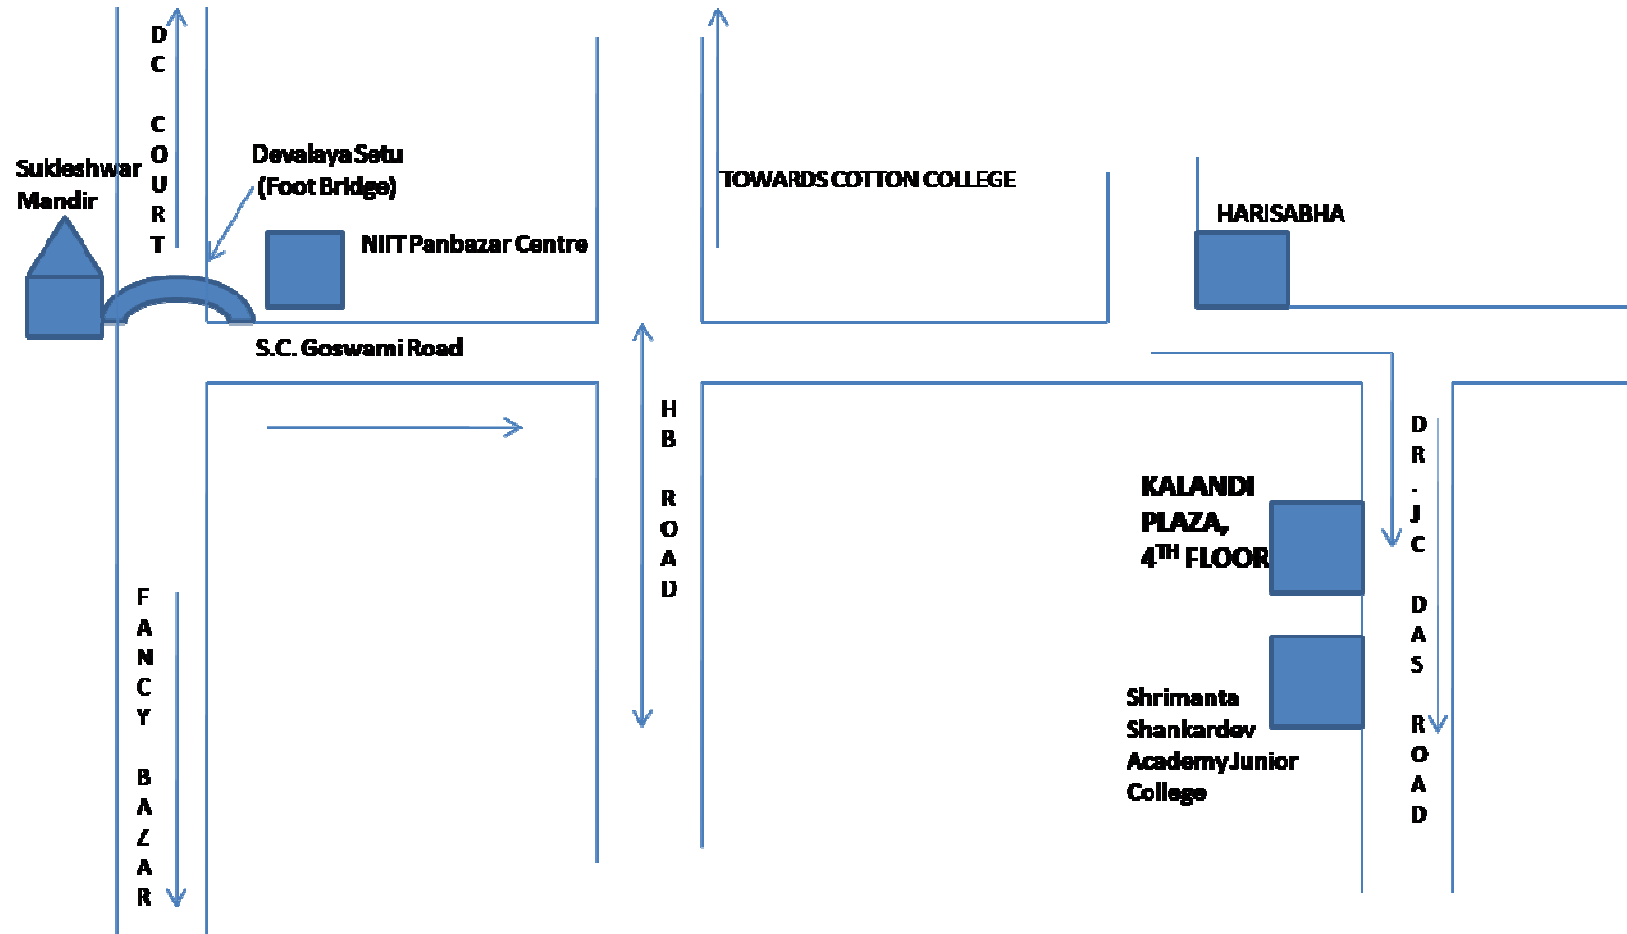 DC COURT
Sukleshwar
Mandir
Devalaya Setu
(Foot Bridge)
NIIT Panbazar Centre
TOWARDS COTTON COLLEGE
HARISABHA
S.C. Goswami Road
HB ROAD
FANCY BAZAR
KALANDI
PLAZA,
4TH FLOOR
DR.JC DAS ROAD
Shrimanta
Shankardev
Academy Junior
College